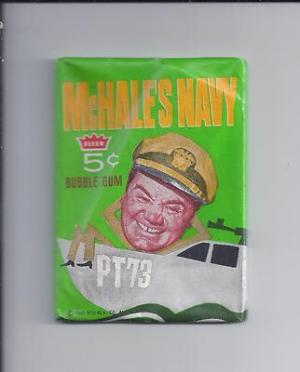 McHALE'S NAVY
FLEER
5¢
BUBBLE GUM
PT73